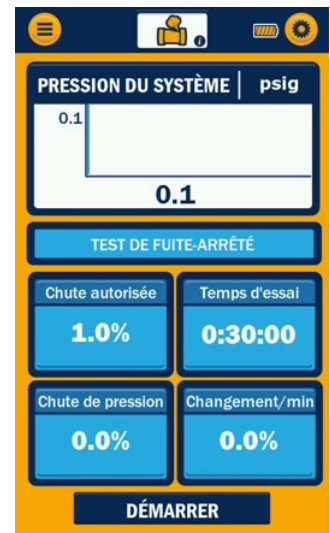 PRESSION DU SYSTÈME | psig
0.1
0.1
TEST DE FUITE-ARRÊTÉ
Chute autorisée
Temps d'essai
1.0%
0:30:00
Chute de pression
Changement/min
0.0%
0.0%
DÉMARRER